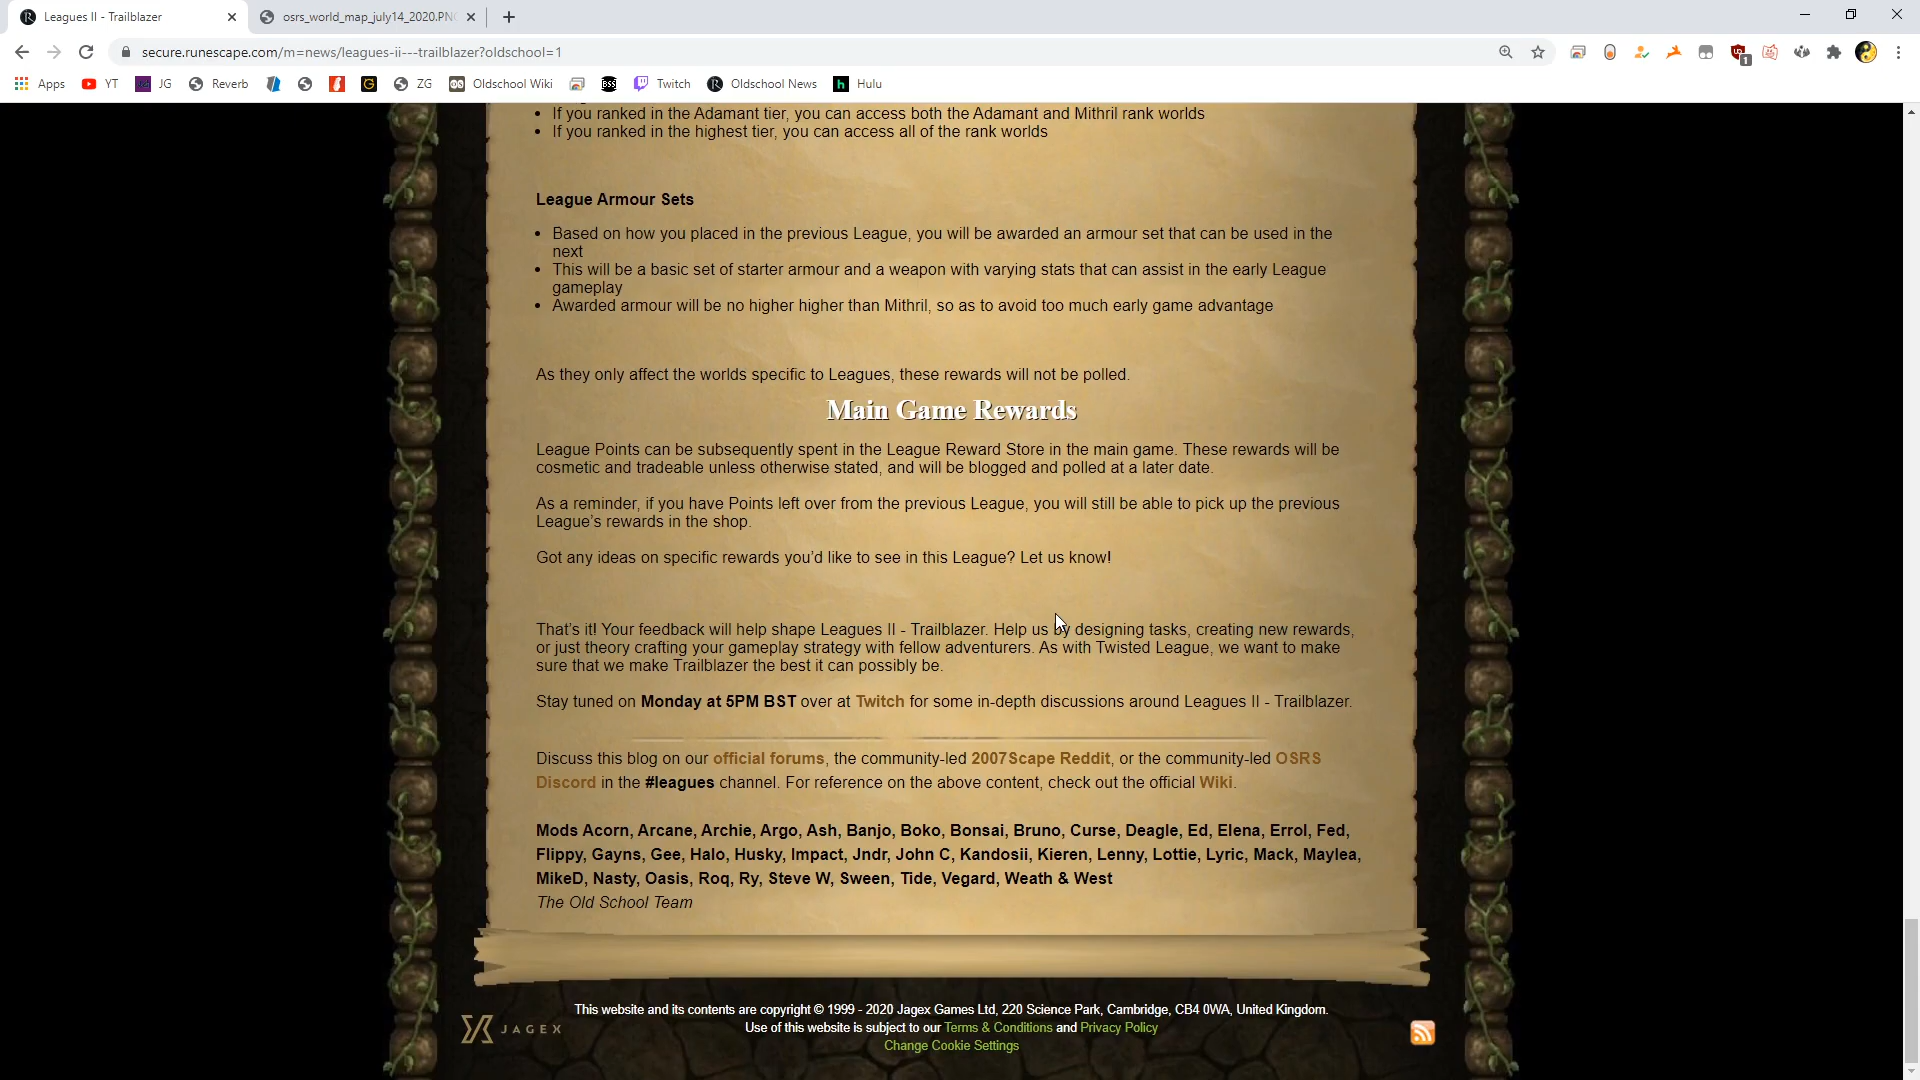 Leagues II - Trailblazer
osrs_world_map_july14_2020.PNG
secure.runescape.com/m=news/leagues-ii---trailblazer?oldschool=1
1
Apps YT JG Reverb ZG Oldschool Wiki BSS Twitch Oldschool News Hulu
• If you ranked in the Adamant tier, you can access both the Adamant and Mithril rank worlds
• If you ranked in the highest tier, you can access all of the rank worlds
League Armour Sets
• Based on how you placed in the previous League, you will be awarded an armour set that can be used in the
next
• This will be a basic set of starter armour and a weapon with varying stats that can assist in the early League
gameplay
• Awarded armour will be no higher higher than Mithril, so as to avoid too much early game advantage
As they only affect the worlds specific to Leagues, these rewards will not be polled.
Main Game Rewards
League Points can be subsequently spent in the League Reward Store in the main game. These rewards will be
cosmetic and tradeable unless otherwise stated, and will be blogged and polled at a later date.
As a reminder, if you have Points left over from the previous League, you will still be able to pick up the previous
League’s rewards in the shop.
Got any ideas on specific rewards you’d like to see in this League? Let us know!
That’s it! Your feedback will help shape Leagues II - Trailblazer. Help us by designing tasks, creating new rewards,
or just theory crafting your gameplay strategy with fellow adventurers. As with Twisted League, we want to make
sure that we make Trailblazer the best it can possibly be.
Stay tuned on Monday at 5PM BST over at Twitch for some in-depth discussions around Leagues II - Trailblazer.
Discuss this blog on our official forums, the community-led 2007Scape Reddit, or the community-led OSRS
Discord in the #leagues channel. For reference on the above content, check out the official Wiki.
Mods Acorn, Arcane, Archie, Argo, Ash, Banjo, Boko, Bonsai, Bruno, Curse, Deagle, Ed, Elena, Errol, Fed,
Flippy, Gayns, Gee, Halo, Husky, Impact, Jndr, John C, Kandosii, Kieren, Lenny, Lottie, Lyric, Mack, Maylea,
MikeD, Nasty, Oasis, Roq, Ry, Steve W, Sween, Tide, Vegard, Weath & West
The Old School Team
This website and its contents are copyright © 1999 - 2020 Jagex Games Ltd, 220 Science Park, Cambridge, CB4 0WA, United Kingdom.
JAGEX
Use of this website is subject to our Terms & Conditions and Privacy Policy
Change Cookie Settings